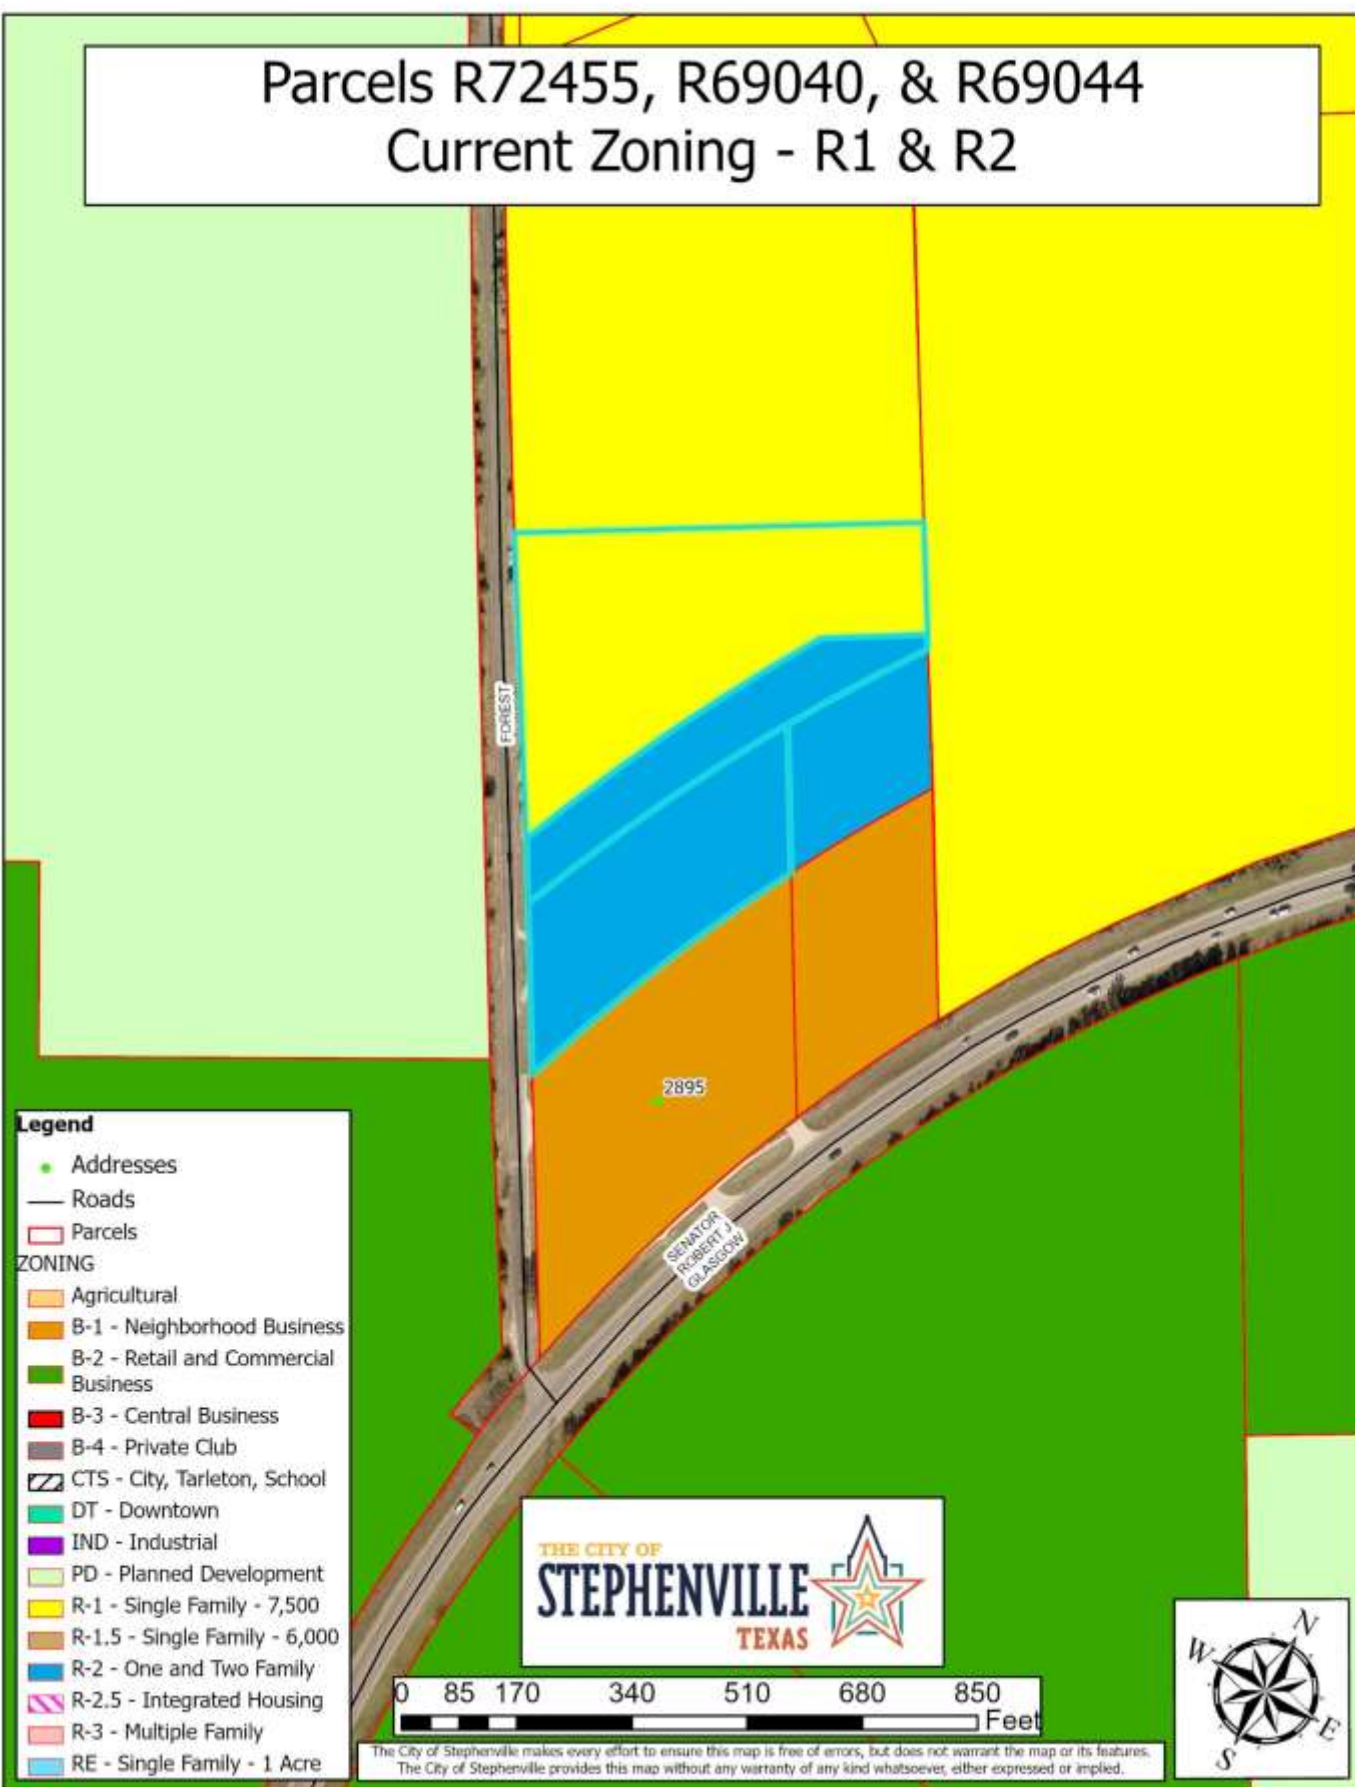 Parcels R72455, R69040, & R69044
Current Zoning - R1 & R2
FOREST
2895
SENATOR
ROBERT J
GLASGOW
Legend
Addresses
Roads
Parcels
ZONING
Agricultural
B-1 - Neighborhood Business
B-2 - Retail and Commercial
Business
B-3 - Central Business
B-4 - Private Club
CTS - City, Tarleton, School
DT - Downtown
IND - Industrial
PD - Planned Development
R-1 - Single Family - 7,500
R-1.5 - Single Family - 6,000
R-2 - One and Two Family
R-2.5 - Integrated Housing
R-3 - Multiple Family
RE - Single Family - 1 Acre
THE CITY OF
STEPHENVILLE
TEXAS
0 85 170 340 510 680 850
Feet
The City of Stephenville makes every effort to ensure this map is free of errors, but does not warrant the map or its features.
The City of Stephenville provides this map without any warranty of any kind whatsoever, either expressed or implied.
N
W
E
S